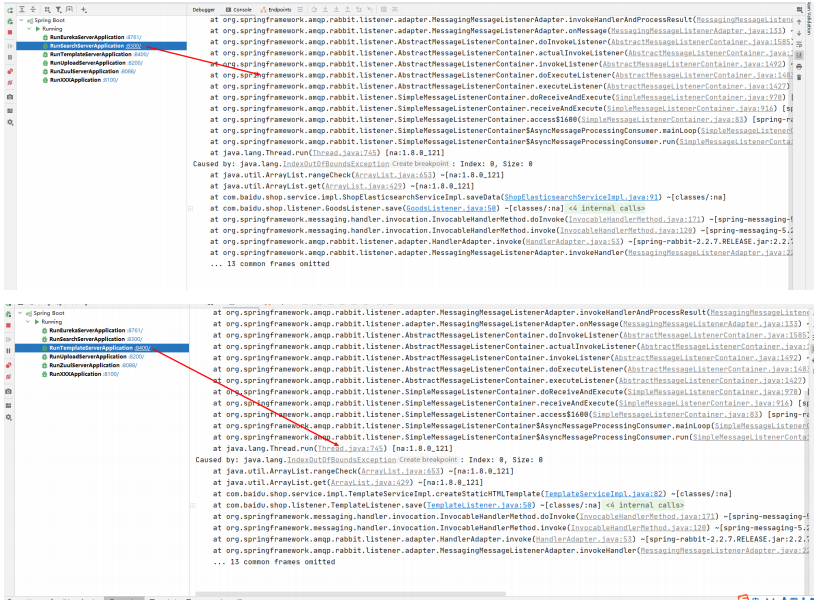 Debugger Console Endpoints
Spring Boot
Running
RunEurekaServerApplication :8761/
RunSearchServerApplication :8300/
RunTemplateServerApplication :8400/
RunUploadServerApplication :8200/
RunZuulServerApplication :8088/
RunXXXApplication :8100/
at org.springframework.amqp.rabbit.listener.adapter.MessagingMessageListenerAdapter.invokeHandlerAndProcessResult(MessagingMessageListene
at org.springframework.amqp.rabbit.listener.adapter.MessagingMessageListenerAdapter.onMessage(MessagingMessageListenerAdapter.java:133) ~
at org.springframework.amqp.rabbit.listener.AbstractMessageListenerContainer.doInvokeListener(AbstractMessageListenerContainer.java:1585)
at org.springframework.amqp.rabbit.listener.AbstractMessageListenerContainer.actualInvokeListener(AbstractMessageListenerContainer.java:
at org.springframework.amqp.rabbit.listener.AbstractMessageListenerContainer.invokeListener(AbstractMessageListenerContainer.java:1492) ~
at org.springframework.amqp.rabbit.listener.AbstractMessageListenerContainer.doExecuteListener(AbstractMessageListenerContainer.java:148
at org.springframework.amqp.rabbit.listener.AbstractMessageListenerContainer.executeListener(AbstractMessageListenerContainer.java:1427)
at org.springframework.amqp.rabbit.listener.SimpleMessageListenerContainer.doReceiveAndExecute(SimpleMessageListenerContainer.java:970)
at org.springframework.amqp.rabbit.listener.SimpleMessageListenerContainer.receiveAndExecute(SimpleMessageListenerContainer.java:916) [sp
at org.springframework.amqp.rabbit.listener.SimpleMessageListenerContainer.access$1600(SimpleMessageListenerContainer.java:83) [spring-ra
at org.springframework.amqp.rabbit.listener.SimpleMessageListenerContainer$AsyncMessageProcessingConsumer.mainLoop(SimpleMessageListenerC
at org.springframework.amqp.rabbit.listener.SimpleMessageListenerContainer$AsyncMessageProcessingConsumer.run(SimpleMessageListenerContai
at java.lang.Thread.run(Thread.java:745) [na:1.8.0_121]
Caused by: java.lang.IndexOutOfBoundsException Create breakpoint : Index: 0, Size: 0
at java.util.ArrayList.rangeCheck(ArrayList.java:653) ~[na:1.8.0_121]
at java.util.ArrayList.get(ArrayList.java:429) ~[na:1.8.0_121]
at com.baidu.shop.service.impl.ShopElasticsearchServiceImpl.saveData(ShopElasticsearchServiceImpl.java:91) ~[classes/:na]
at com.baidu.shop.listener.GoodsListener.save(GoodsListener.java:50) ~[classes/:na] <4 internal calls>
at org.springframework.messaging.handler.invocation.InvocableHandlerMethod.doInvoke(InvocableHandlerMethod.java:171) ~[spring-messaging-5
at org.springframework.messaging.handler.invocation.InvocableHandlerMethod.invoke(InvocableHandlerMethod.java:120) ~[spring-messaging-5.2
at org.springframework.amqp.rabbit.listener.adapter.HandlerAdapter.invoke(HandlerAdapter.java:53) ~[spring-rabbit-2.2.7.RELEASE.jar:2.2.7
at org.springframework.amqp.rabbit.listener.adapter.MessagingMessageListenerAdapter.invokeHandler(MessagingMessageListenerAdapter.java:22
... 13 common frames omitted
Spring Boot
Running
RunEurekaServerApplication :8761/
RunSearchServerApplication :8300/
RunTemplateServerApplication :8400/
RunUploadServerApplication :8200/
RunZuulServerApplication :8088/
RunXXXApplication :8100/
at org.springframework.amqp.rabbit.listener.adapter.MessagingMessageListenerAdapter.invokeHandlerAndProcessResult(MessagingMessageListene
at org.springframework.amqp.rabbit.listener.adapter.MessagingMessageListenerAdapter.onMessage(MessagingMessageListenerAdapter.java:133) ~
at org.springframework.amqp.rabbit.listener.AbstractMessageListenerContainer.doInvokeListener(AbstractMessageListenerContainer.java:1585)
at org.springframework.amqp.rabbit.listener.AbstractMessageListenerContainer.actualInvokeListener(AbstractMessageListenerContainer.java:
at org.springframework.amqp.rabbit.listener.AbstractMessageListenerContainer.invokeListener(AbstractMessageListenerContainer.java:1492) ~
at org.springframework.amqp.rabbit.listener.AbstractMessageListenerContainer.doExecuteListener(AbstractMessageListenerContainer.java:148
at org.springframework.amqp.rabbit.listener.AbstractMessageListenerContainer.executeListener(AbstractMessageListenerContainer.java:1427)
at org.springframework.amqp.rabbit.listener.SimpleMessageListenerContainer.doReceiveAndExecute(SimpleMessageListenerContainer.java:970)
at org.springframework.amqp.rabbit.listener.SimpleMessageListenerContainer.receiveAndExecute(SimpleMessageListenerContainer.java:916) [sp
at org.springframework.amqp.rabbit.listener.SimpleMessageListenerContainer.access$1600(SimpleMessageListenerContainer.java:83) [spring-ra
at org.springframework.amqp.rabbit.listener.SimpleMessageListenerContainer$AsyncMessageProcessingConsumer.mainLoop(SimpleMessageListener
at org.springframework.amqp.rabbit.listener.SimpleMessageListenerContainer$AsyncMessageProcessingConsumer.run(SimpleMessageListenerConta
at java.lang.Thread.run(Thread.java:745) [na:1.8.0_121]
Caused by: java.lang.IndexOutOfBoundsException Create breakpoint : Index: 0, Size: 0
at java.util.ArrayList.rangeCheck(ArrayList.java:653) ~[na:1.8.0_121]
at java.util.ArrayList.get(ArrayList.java:429) ~[na:1.8.0_121]
at com.baidu.shop.service.impl.TemplateServiceImpl.createStaticHTMLTemplate(TemplateServiceImpl.java:82) ~[classes/:na]
at com.baidu.shop.listener.TemplateListener.save(TemplateListener.java:50) ~[classes/:na] <4 internal calls>
at org.springframework.messaging.handler.invocation.InvocableHandlerMethod.doInvoke(InvocableHandlerMethod.java:171) ~[spring-messaging-5
at org.springframework.messaging.handler.invocation.InvocableHandlerMethod.invoke(InvocableHandlerMethod.java:120) ~[spring-messaging-5.2
at org.springframework.amqp.rabbit.listener.adapter.HandlerAdapter.invoke(HandlerAdapter.java:53) ~[spring-rabbit-2.2.7.RELEASE.jar:2.2.7
at org.springframework.amqp.rabbit.listener.adapter.MessagingMessageListenerAdapter.invokeHandler(MessagingMessageListenerAdapter.java:22
... 13 common frames omitted